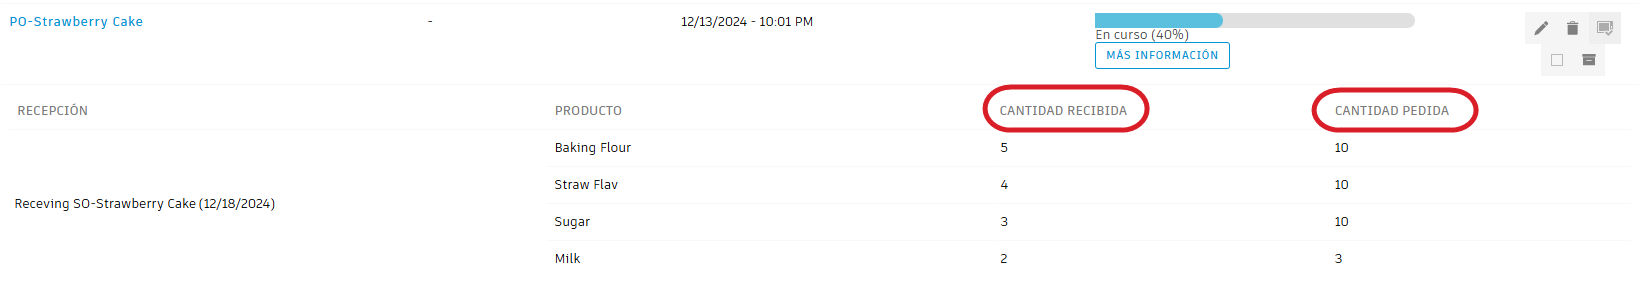 PO-Strawberry Cake - 12/13/2024 - 10:01 PM
En curso (40%)
MÁS INFORMACIÓN
RECEPCIÓN PRODUCTO CANTIDAD RECIBIDA CANTIDAD PEDIDA
Baking Flour 5 10
Straw Flav 4 10
Receving SO-Strawberry Cake (12/18/2024)
Sugar 3 10
Milk 2 3